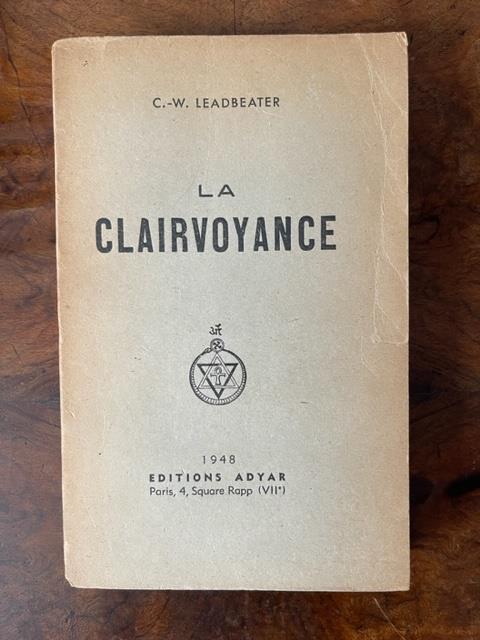 C.-W. LEADBEATER
LA
CLAIRVOYANCE
ॐ
1948
EDITIONS ADYAR
Paris, 4, Square Rapp (VIIᵉ)